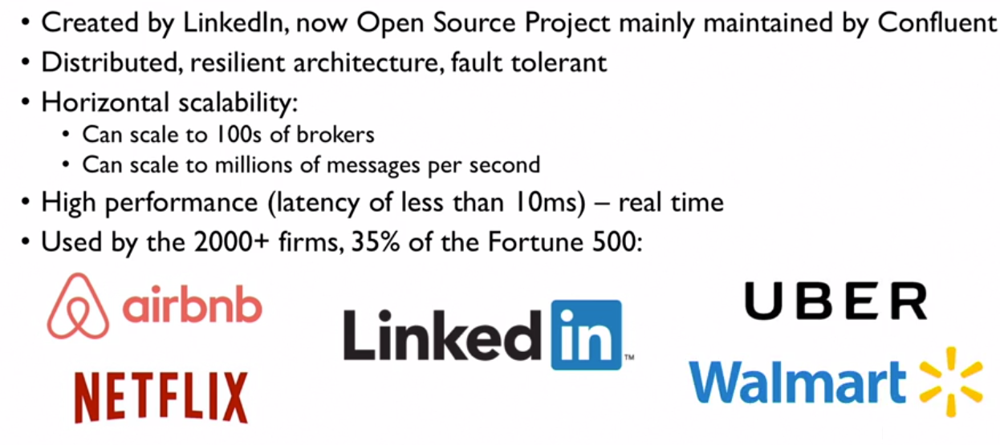 • Created by LinkedIn, now Open Source Project mainly maintained by Confluent
• Distributed, resilient architecture, fault tolerant
• Horizontal scalability:
• Can scale to 100s of brokers
• Can scale to millions of messages per second
• High performance (latency of less than 10ms) – real time
• Used by the 2000+ firms, 35% of the Fortune 500:
airbnb
LinkedIn™
UBER
NETFLIX
Walmart